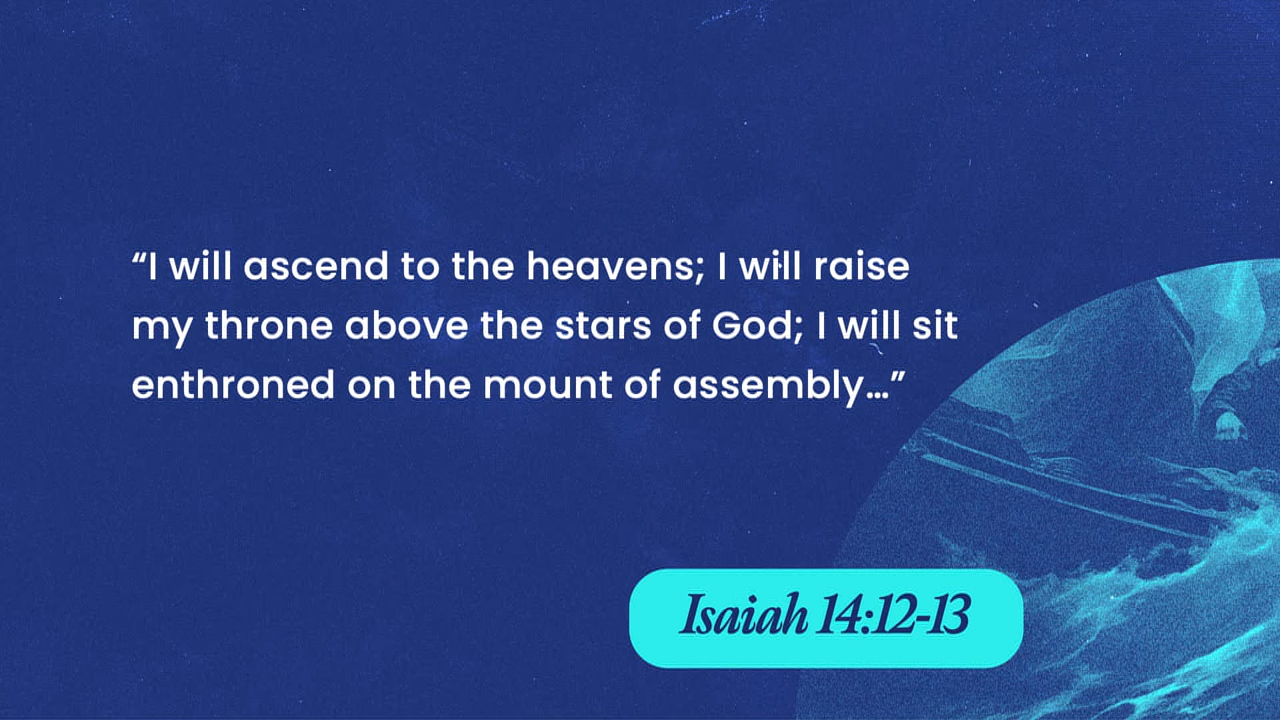 “I will ascend to the heavens; I will raise
my throne above the stars of God; I will sit
enthroned on the mount of assembly…”
Isaiah 14:12-13